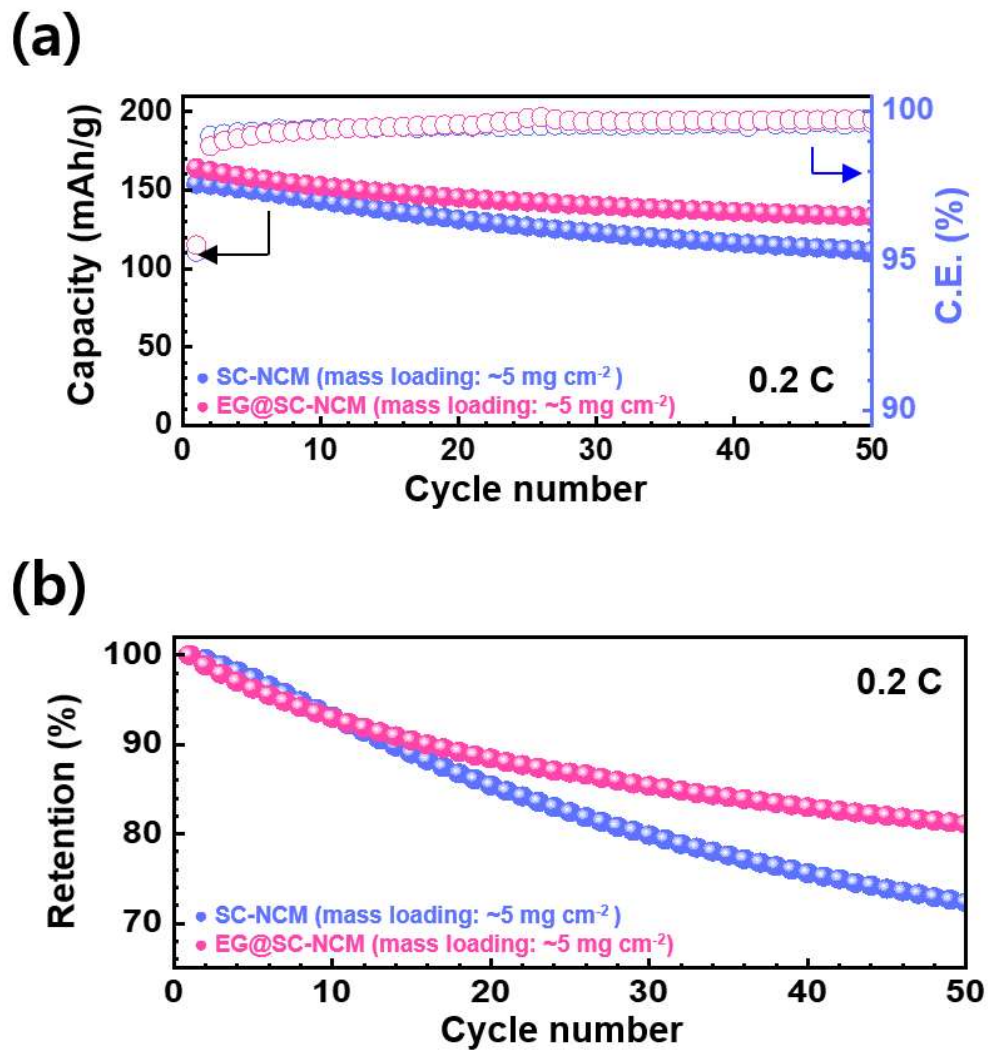 (a)
200
150
100
50
0
Capacity (mAh/g)
100
95
90
C.E. (%)
SC-NCM (mass loading: ~5 mg cm⁻²)
EG@SC-NCM (mass loading: ~5 mg cm⁻²)
0.2 C
0 10 20 30 40 50
Cycle number
(b)
100
90
80
70
Retention (%)
0.2 C
SC-NCM (mass loading: ~5 mg cm⁻²)
EG@SC-NCM (mass loading: ~5 mg cm⁻²)
0 10 20 30 40 50
Cycle number